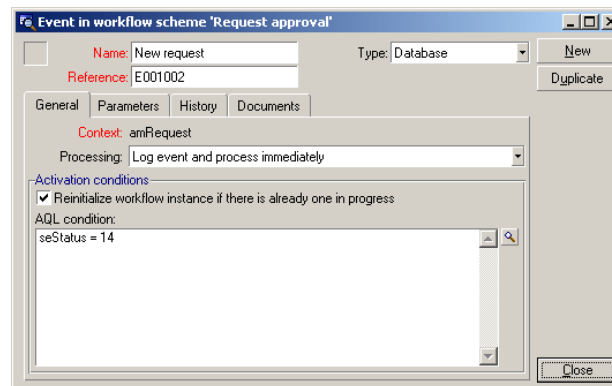 Event in workflow scheme 'Request approval'
Name: New request Type: Database New
Reference: E001002 Duplicate
General Parameters History Documents
Context: amRequest
Processing: Log event and process immediately
Activation conditions
Reinitialize workflow instance if there is already one in progress
AQL condition:
seStatus = 14
Close